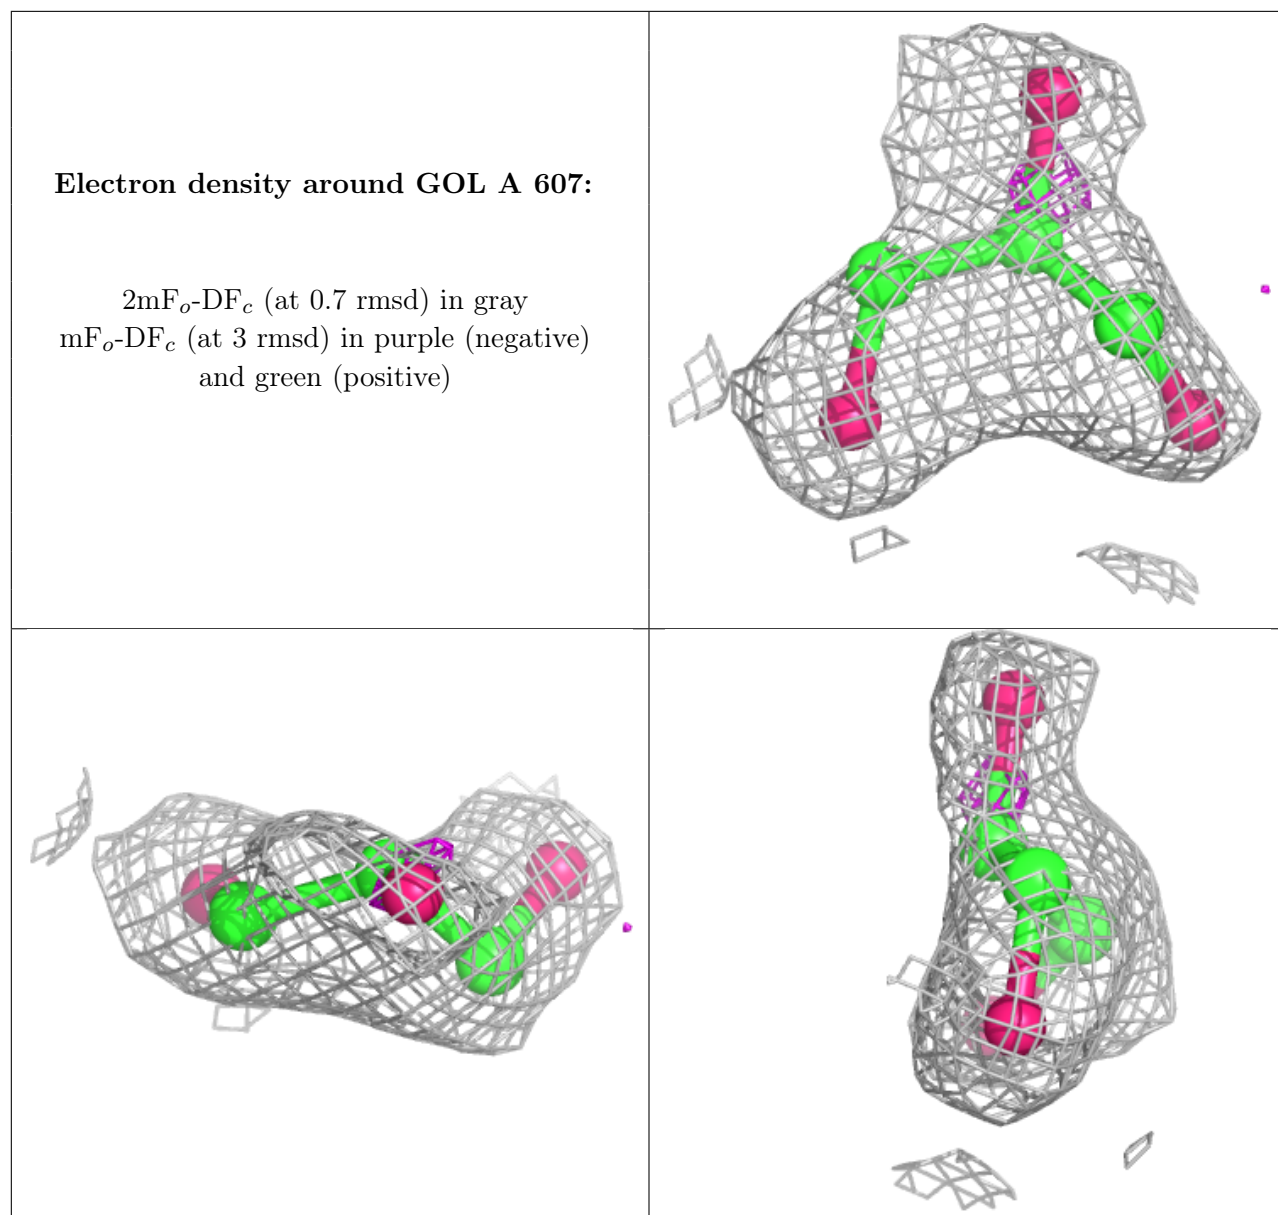 Electron density around GOL A 607:
2mFo-DFc (at 0.7 rmsd) in gray
mFo-DFc (at 3 rmsd) in purple (negative)
and green (positive)